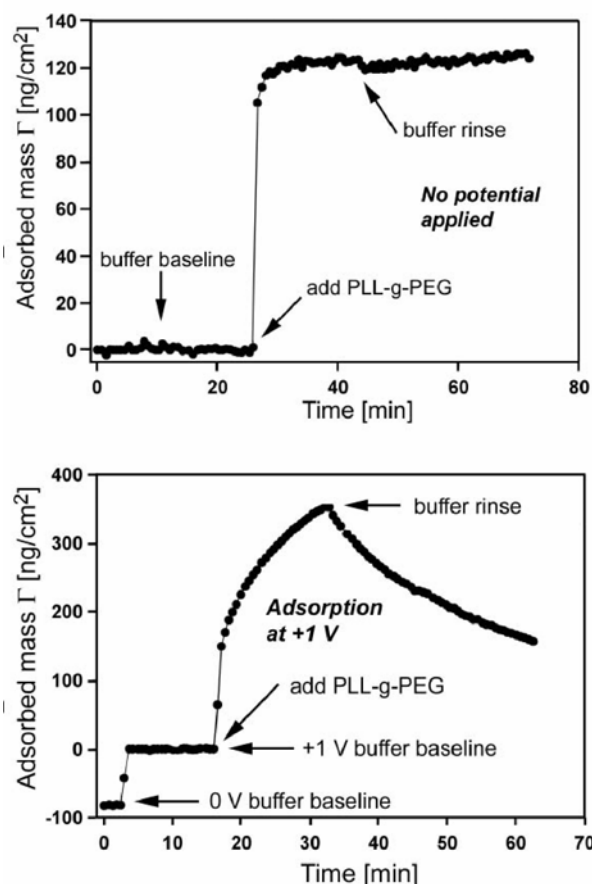 140
120
100
80
60
40
20
0
Adsorbed mass Γ [ng/cm²]
buffer rinse
No potential
applied
buffer baseline
add PLL-g-PEG
0 20 40 60 80
Time [min]
400
300
200
100
0
-100
Adsorbed mass Γ [ng/cm²]
buffer rinse
Adsorption
at +1 V
add PLL-g-PEG
+1 V buffer baseline
0 V buffer baseline
0 10 20 30 40 50 60 70
Time [min]